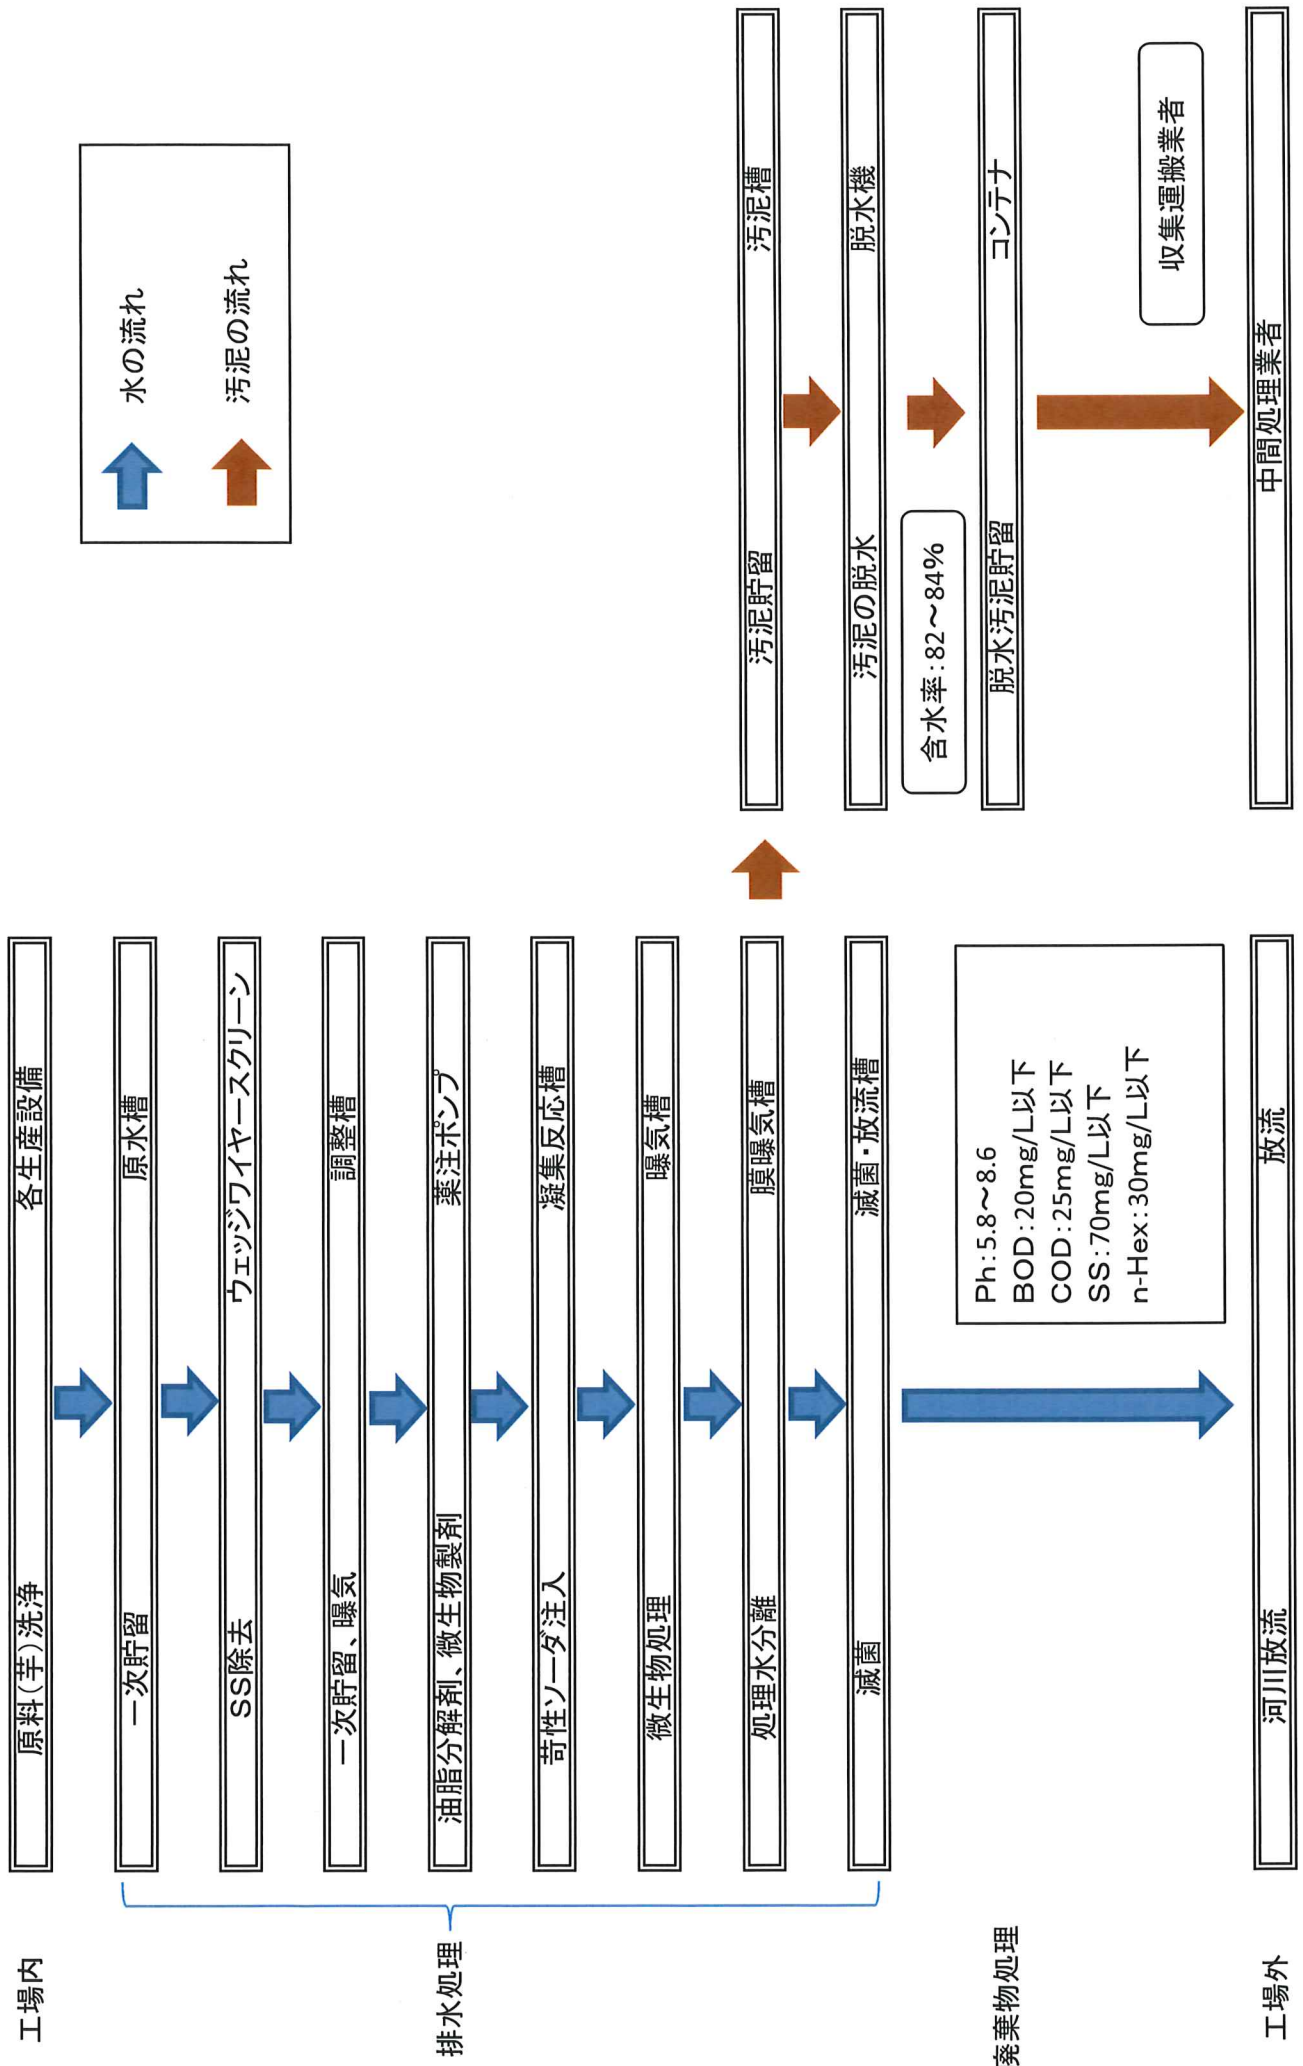 工場内
原料(芋)洗浄 各生産設備
水の流れ
汚泥の流れ
排水処理
一次貯留 原水槽
SS除去 ウェッジワイヤースクリーン
一次貯留、曝気 調整槽
油脂分解剤、微生物製剤 薬注ポンプ
苛性ソーダ注入 凝集反応槽
微生物処理 曝気槽
処理水分離 膜曝気槽
滅菌 滅菌・放流槽
汚泥貯留 汚泥槽
汚泥の脱水 脱水機
含水率:82〜84%
廃棄物処理
脱水汚泥貯留 コンテナ
Ph:5.8〜8.6
BOD:20mg/L以下
COD:25mg/L以下
SS:70mg/L以下
n-Hex:30mg/L以下
収集運搬業者
工場外
河川放流 放流
中間処理業者